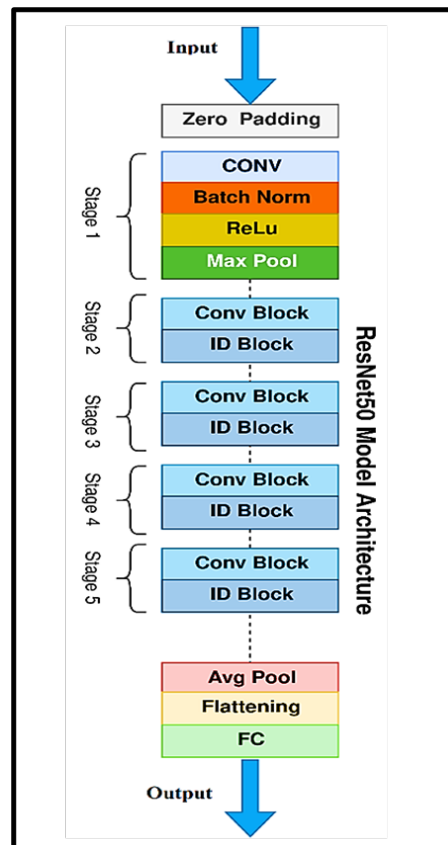 Input
Zero Padding
Stage 1
CONV
Batch Norm
ReLu
Max Pool
Stage 2
Conv Block
ID Block
Stage 3
Conv Block
ID Block
Stage 4
Conv Block
ID Block
Stage 5
Conv Block
ID Block
ResNet50 Model Architecture
Avg Pool
Flattening
FC
Output